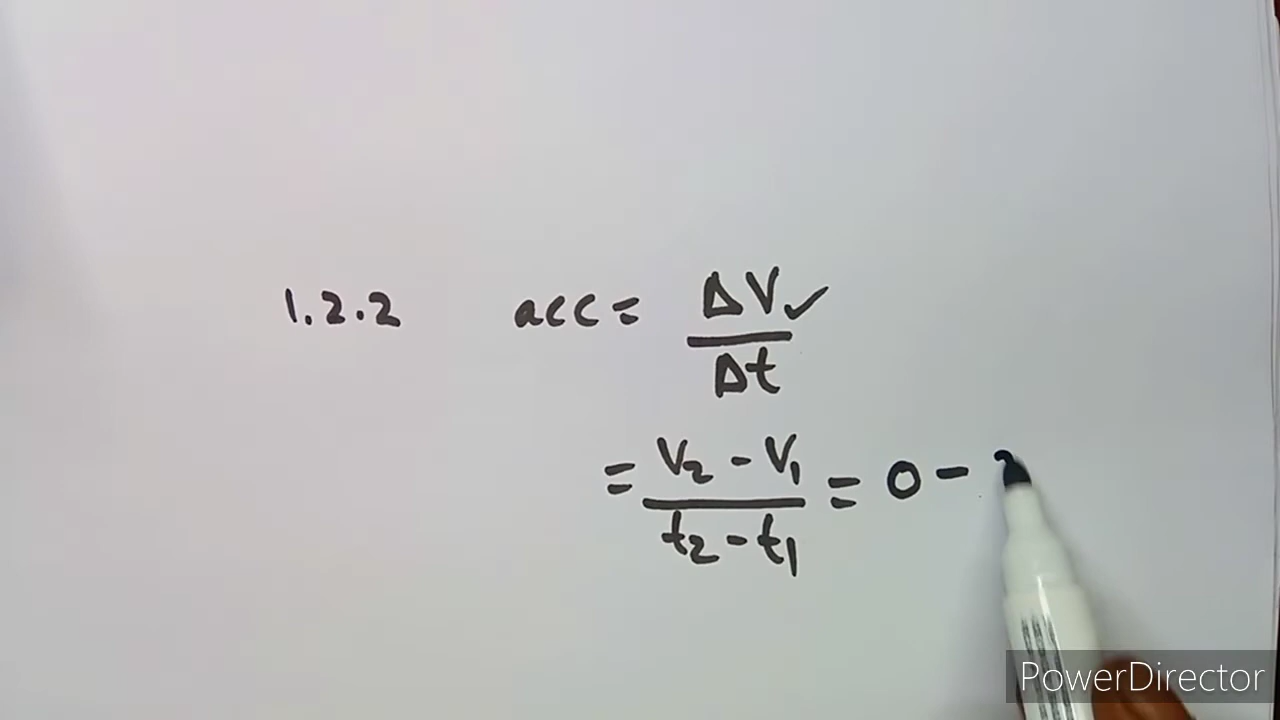 1.2.2 acc = ΔV✓/Δt
= V₂ - V₁/t₂ - t₁ = 0 -
PowerDirector